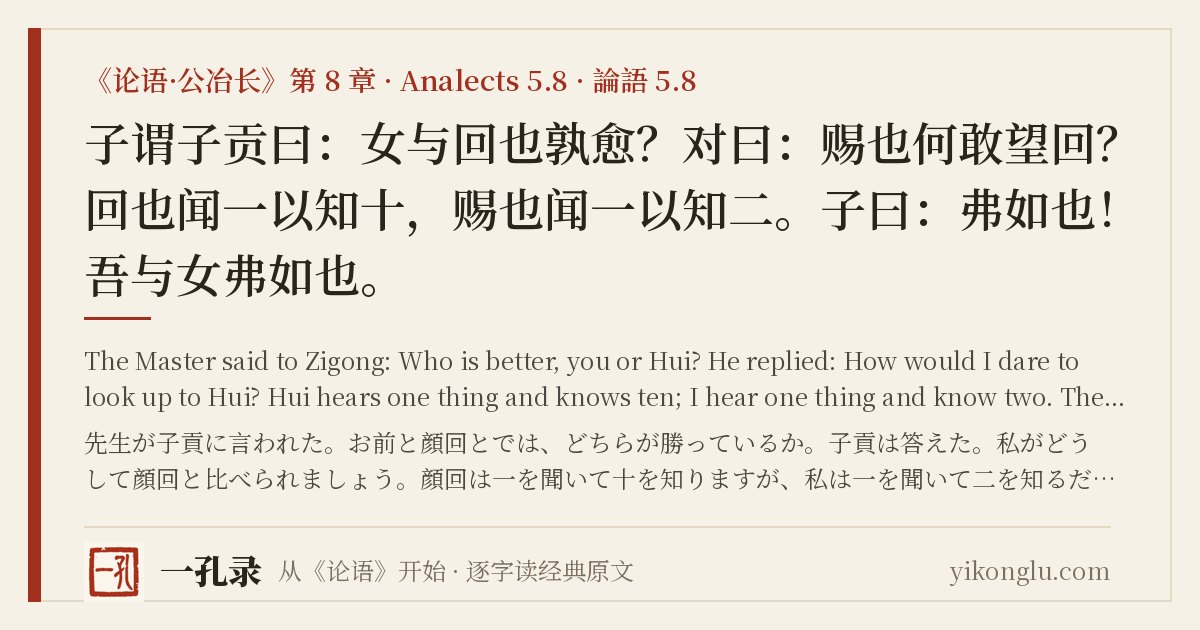 《论语·公冶长》第 8 章 · Analects 5.8 · 論語 5.8
子谓子贡曰：女与回也孰愈？对曰：赐也何敢望回？
回也闻一以知十，赐也闻一以知二。子曰：弗如也！
吾与女弗如也。
The Master said to Zigong: Who is better, you or Hui? He replied: How would I dare to
look up to Hui? Hui hears one thing and knows ten; I hear one thing and know two. The…
先生が子貢に言われた。お前と顔回とでは、どちらが勝っているか。子貢は答えた。私がどう
して顔回と比べられましょう。顔回は一を聞いて十を知りますが、私は一を聞いて二を知るだ…
一孔
一孔录 从《论语》开始 · 逐字读经典原文 yikonglu.com